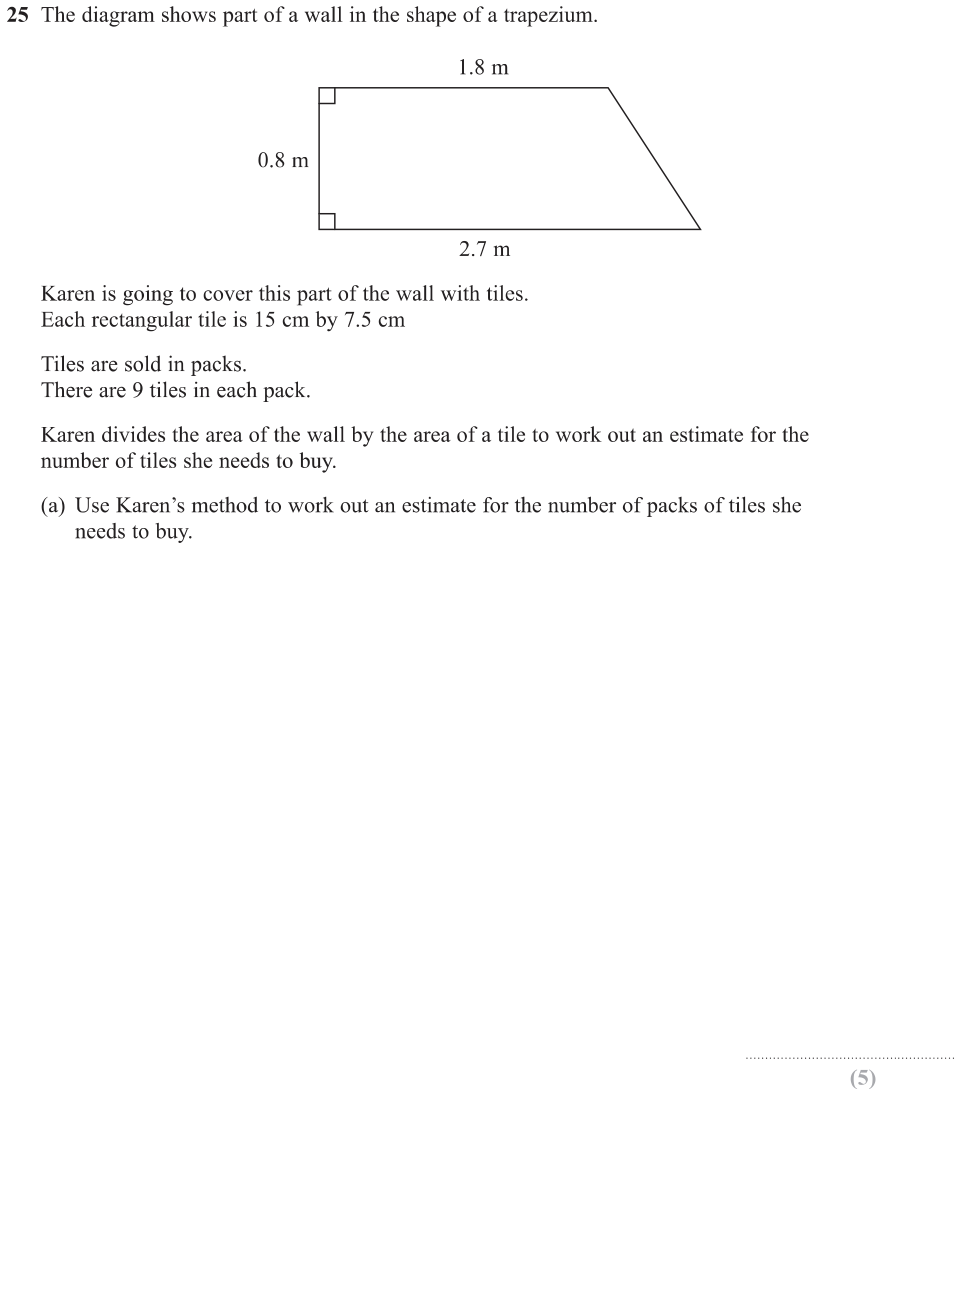 25 The diagram shows part of a wall in the shape of a trapezium.
1.8 m
0.8 m
2.7 m
Karen is going to cover this part of the wall with tiles.
Each rectangular tile is 15 cm by 7.5 cm
Tiles are sold in packs.
There are 9 tiles in each pack.
Karen divides the area of the wall by the area of a tile to work out an estimate for the
number of tiles she needs to buy.
(a) Use Karen’s method to work out an estimate for the number of packs of tiles she
needs to buy.
(5)